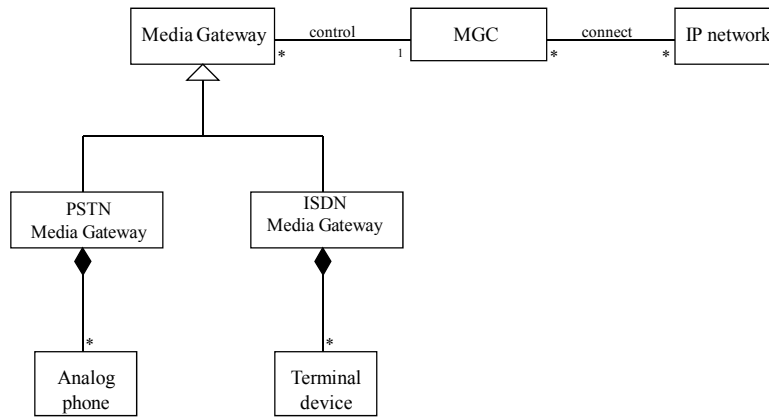 Media Gateway
control
MGC
connect
IP network
*
1
*
*
PSTN
Media Gateway
ISDN
Media Gateway
*
*
Analog
phone
Terminal
device